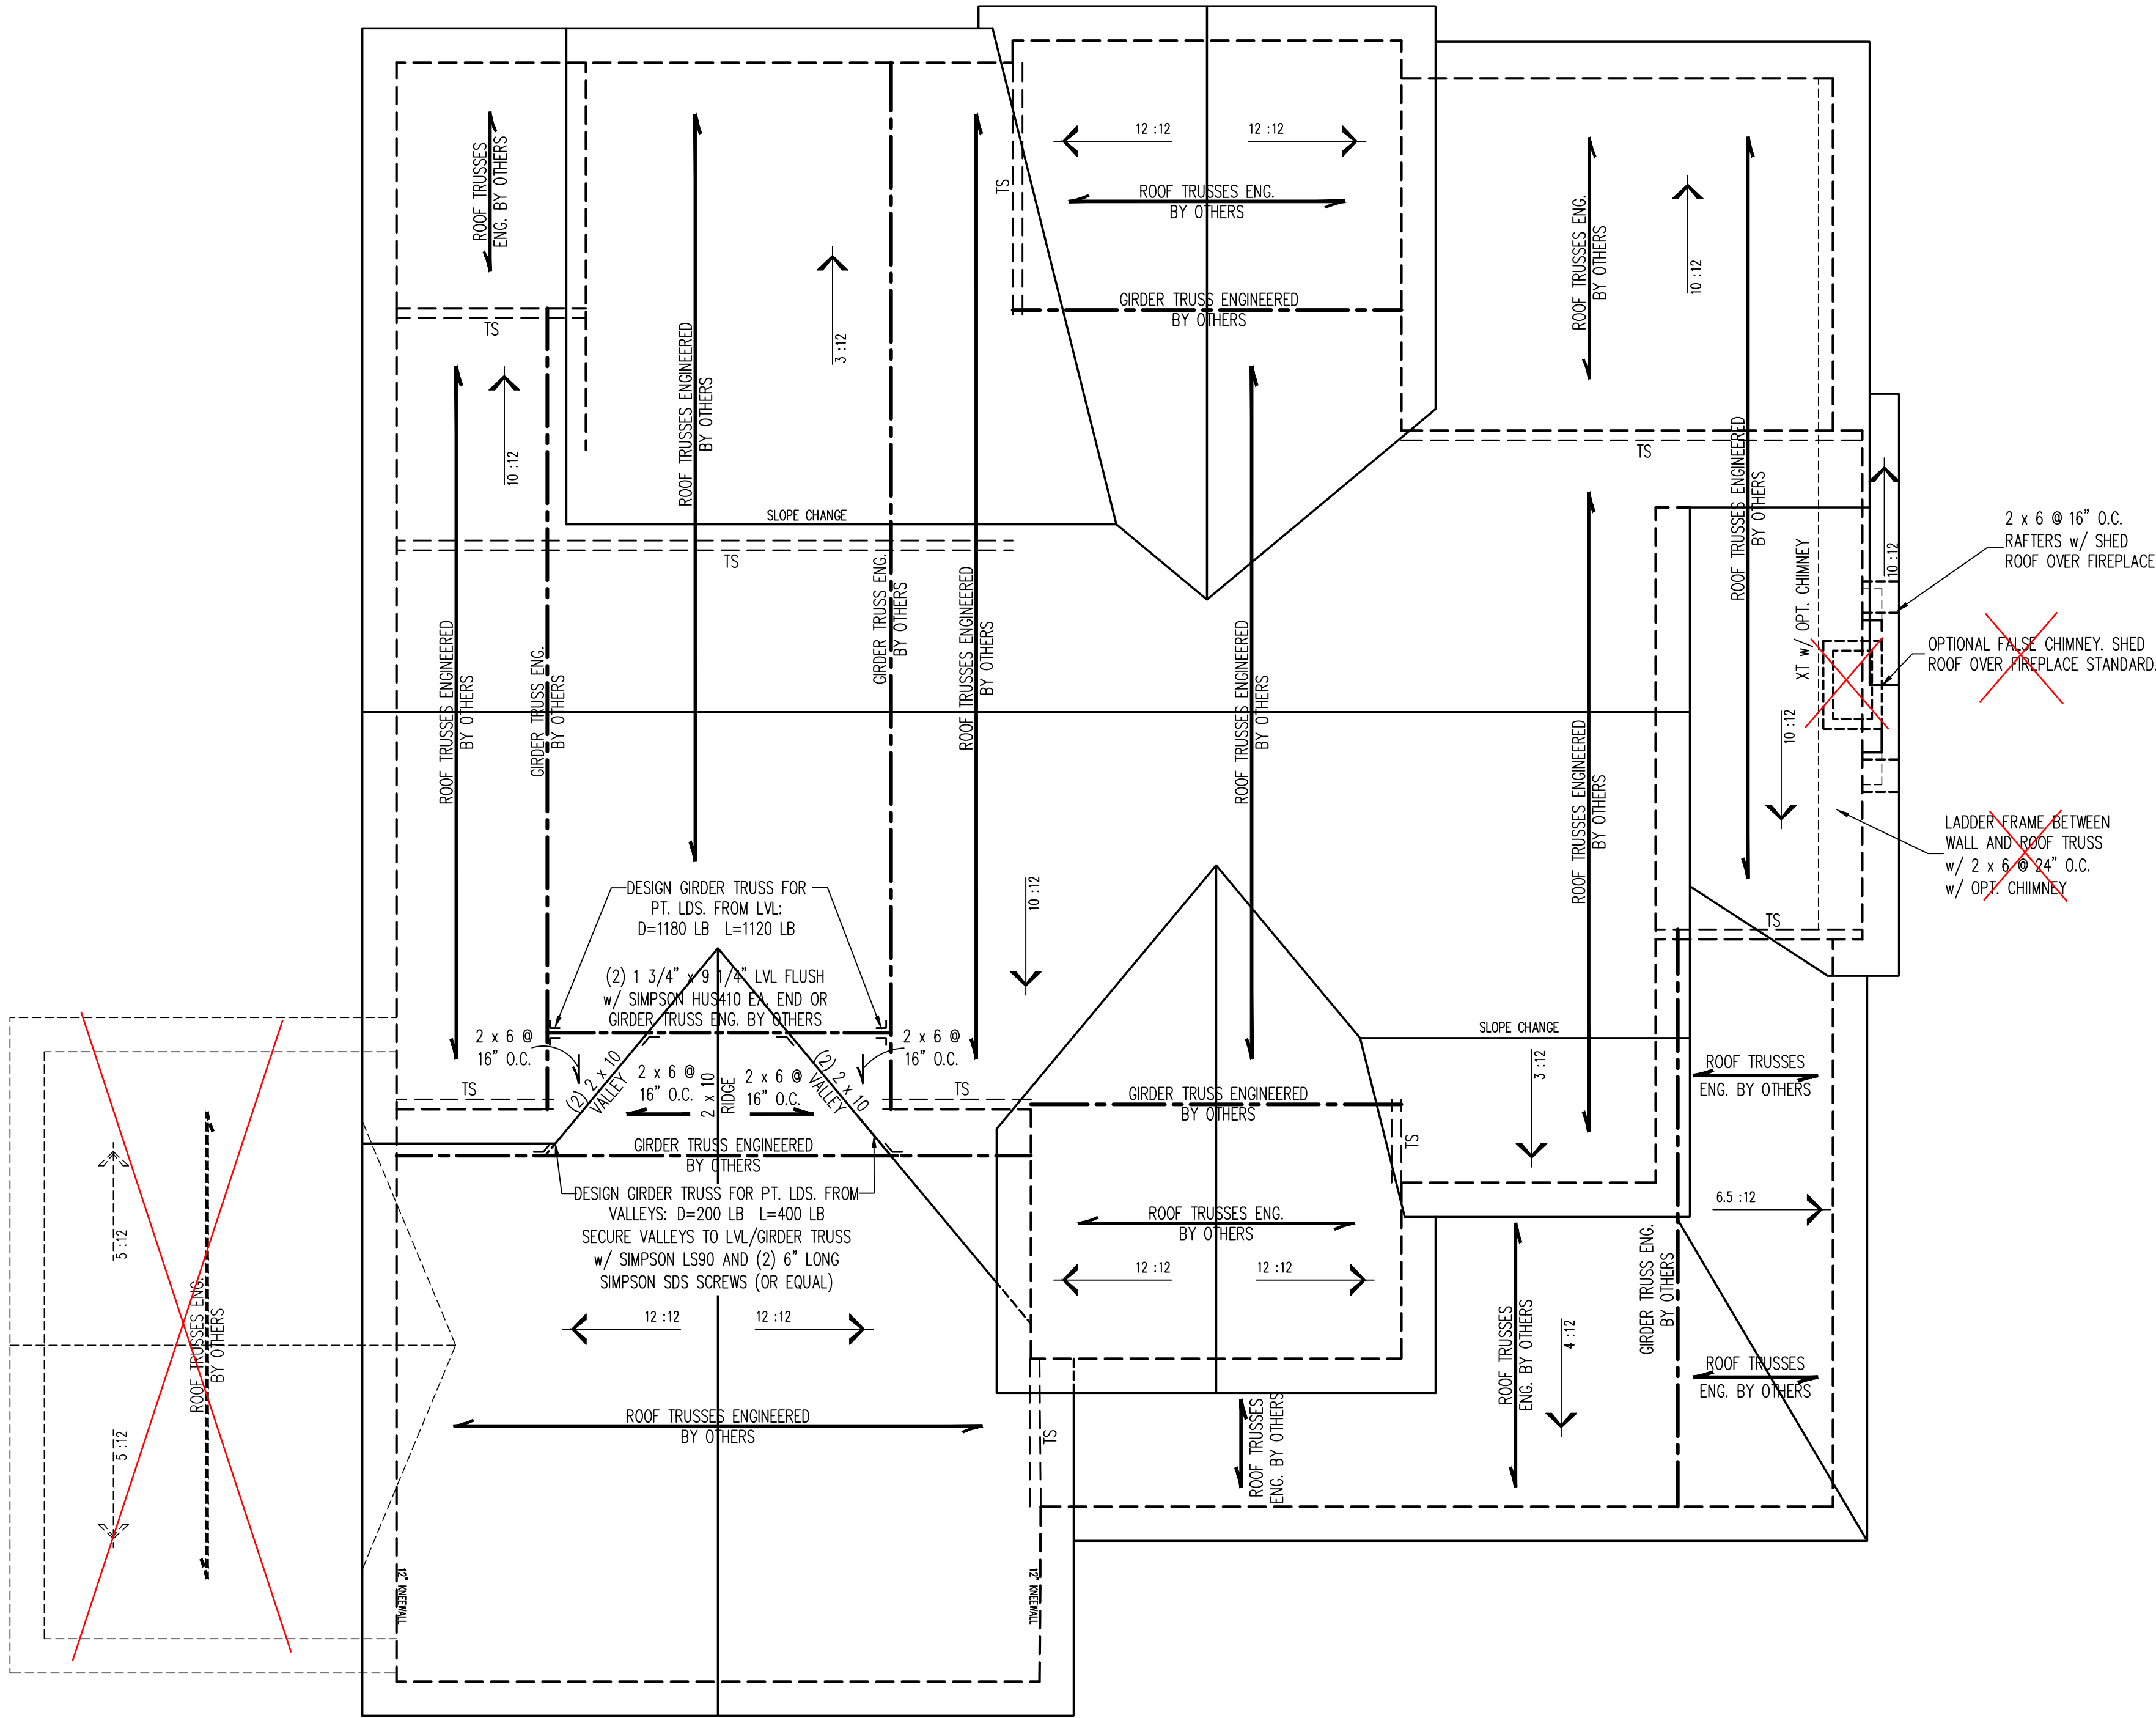 12 :12
12 :12
ROOF TRUSSES ENG.
BY OTHERS
GIRDER TRUSS ENGINEERED
BY OTHERS
TS
ROOF TRUSSES
ENG. BY OTHERS
TS
10 :12
ROOF TRUSSES ENGINEERED
BY OTHERS
3 :12
SLOPE CHANGE
TS
ROOF TRUSSES ENG.
BY OTHERS
10 :12
TS
ROOF TRUSSES ENGINEERED
BY OTHERS
XT w/ OPT. CHIMNEY
10 :12
10 :12
2 x 6 @ 16" O.C.
RAFTERS w/ SHED
ROOF OVER FIREPLACE
OPTIONAL FALSE CHIMNEY. SHED
ROOF OVER FIREPLACE STANDARD.
LADDER FRAME BETWEEN
WALL AND ROOF TRUSS
w/ 2 x 6 @ 24" O.C.
w/ OPT. CHIIMNEY
TS
ROOF TRUSSES ENGINEERED
BY OTHERS
GIRDER TRUSS ENG.
BY OTHERS
GIRDER TRUSS ENG.
BY OTHERS
ROOF TRUSSES ENGINEERED
BY OTHERS
ROOF TRUSSES ENGINEERED
BY OTHERS
ROOF TRUSSES ENGINEERED
BY OTHERS
10 :12
DESIGN GIRDER TRUSS FOR
PT. LDS. FROM LVL:
D=1180 LB L=1120 LB
(2) 1 3/4" x 9 1/4" LVL FLUSH
w/ SIMPSON HUS410 EA. END OR
GIRDER TRUSS ENG. BY OTHERS
2 x 6 @
16" O.C.
2 x 6 @
16" O.C.
(2) 2 x 10
VALLEY
2 x 6 @
16" O.C.
2 x 10
RIDGE
2 x 6 @
16" O.C.
(2) 2 x 10
VALLEY
TS
TS
GIRDER TRUSS ENGINEERED
BY OTHERS
DESIGN GIRDER TRUSS FOR PT. LDS. FROM
VALLEYS: D=200 LB L=400 LB
SECURE VALLEYS TO LVL/GIRDER TRUSS
w/ SIMPSON LS90 AND (2) 6" LONG
SIMPSON SDS SCREWS (OR EQUAL)
12 :12
12 :12
ROOF TRUSSES ENGINEERED
BY OTHERS
12" KNEEWALL
12" KNEEWALL
TS
GIRDER TRUSS ENGINEERED
BY OTHERS
TS
ROOF TRUSSES ENG.
BY OTHERS
12 :12
12 :12
ROOF TRUSSES
ENG. BY OTHERS
SLOPE CHANGE
3 :12
ROOF TRUSSES
ENG. BY OTHERS
4 :12
ROOF TRUSSES
ENG. BY OTHERS
6.5 :12
GIRDER TRUSS ENG.
BY OTHERS
ROOF TRUSSES
ENG. BY OTHERS
5 :12
ROOF TRUSSES ENG.
BY OTHERS
5 :12